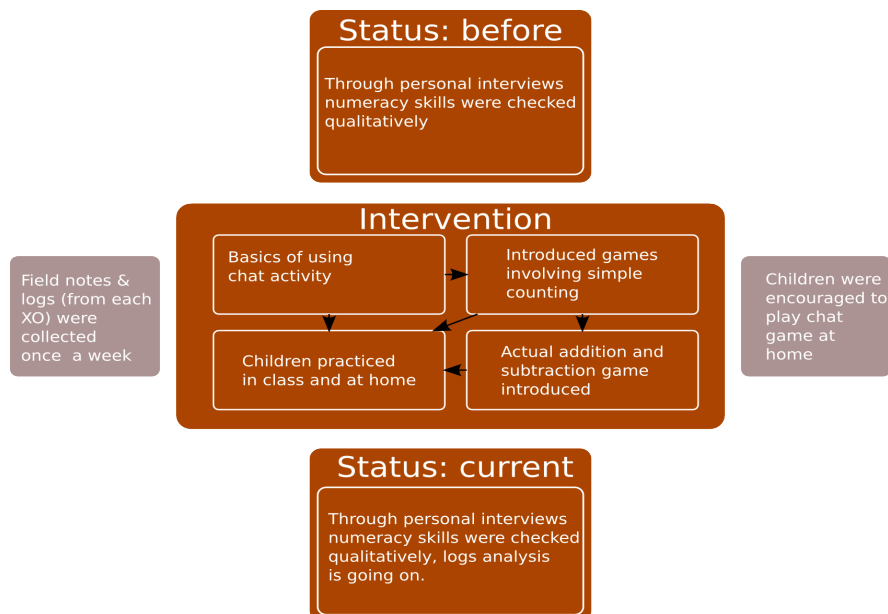 Status: before
Through personal interviews
numeracy skills were checked
qualitatively
Intervention
Basics of using
chat activity
Introduced games
involving simple
counting
Children practiced
in class and at home
Actual addition and
subtraction game
introduced
Field notes &
logs (from each
XO) were
collected
once  a week
Children were
encouraged to
play chat
game at
home
Status: current
Through personal interviews
numeracy skills were checked
qualitatively, logs analysis
is going on.